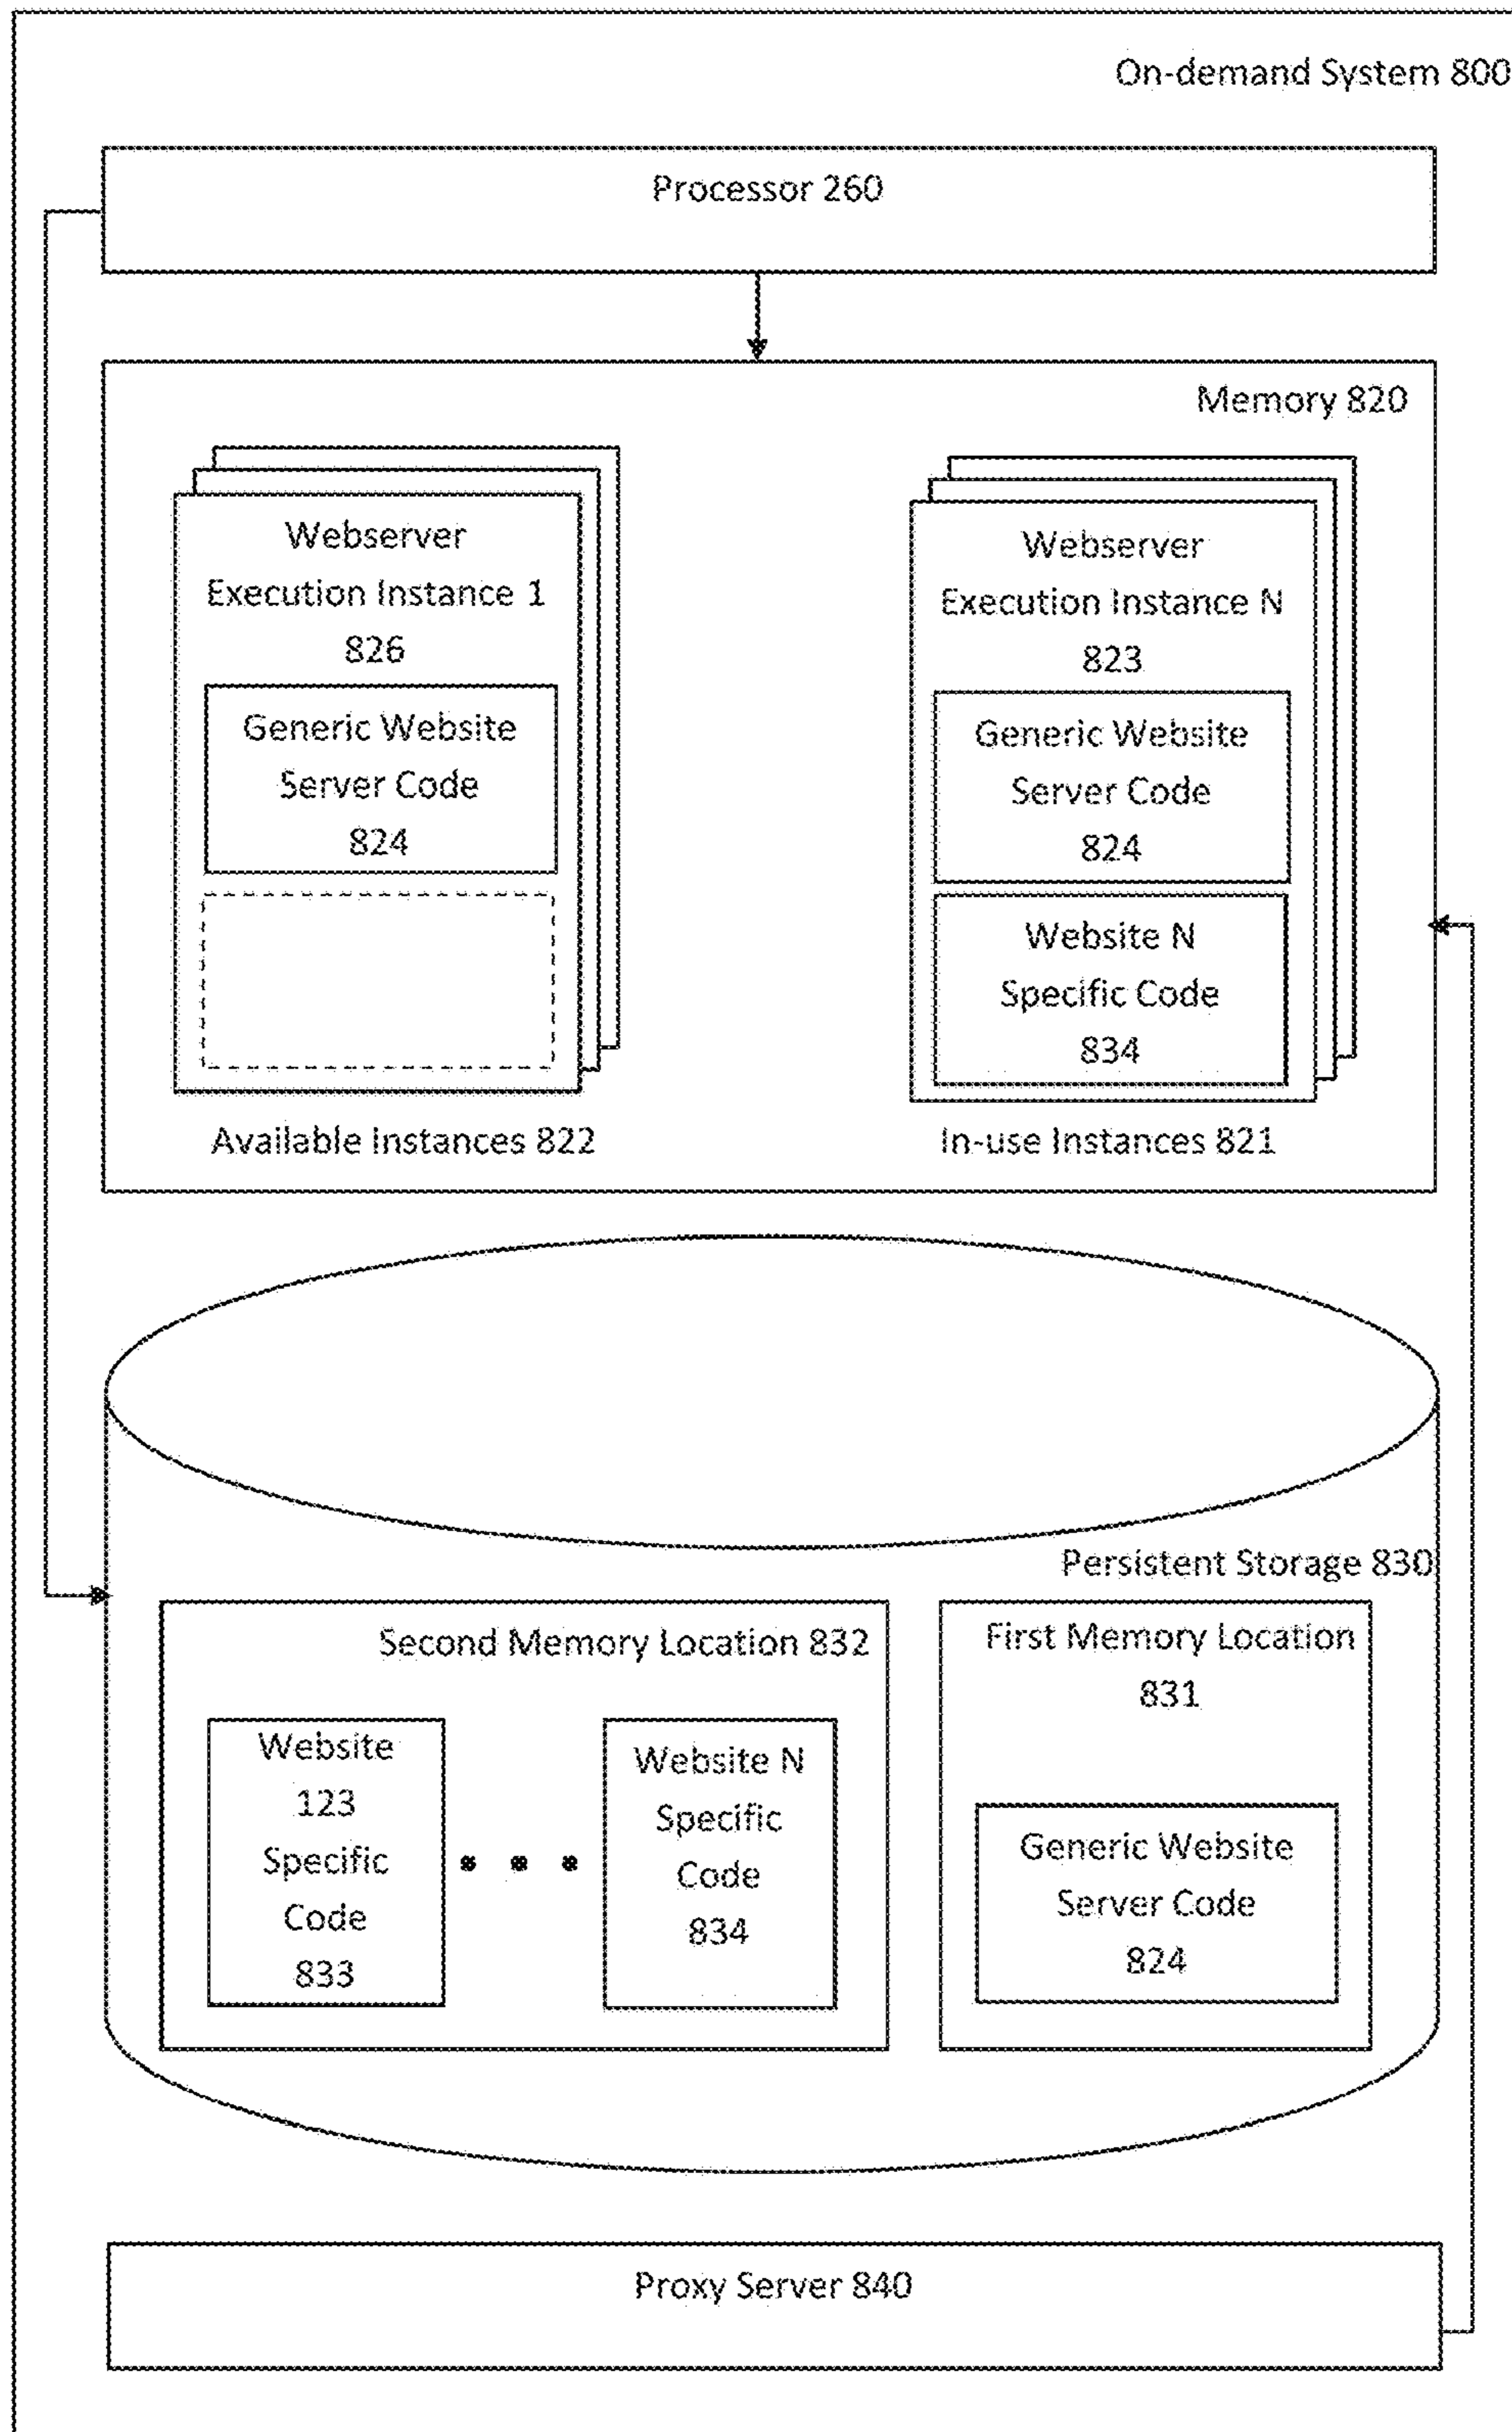 On-demand System 800
Processor 260
Memory 820
Webserver
Execution Instance 1
826
Generic Website
Server Code
824
Available Instances 822
Webserver
Execution Instance N
823
Generic Website
Server Code
824
Website N
Specific Code
834
In-use Instances 821
Persistent Storage 830
Second Memory Location 832
Website
123
Specific
Code
833
Website N
Specific
Code
834
First Memory Location
831
Generic Website
Server Code
824
Proxy Server 840